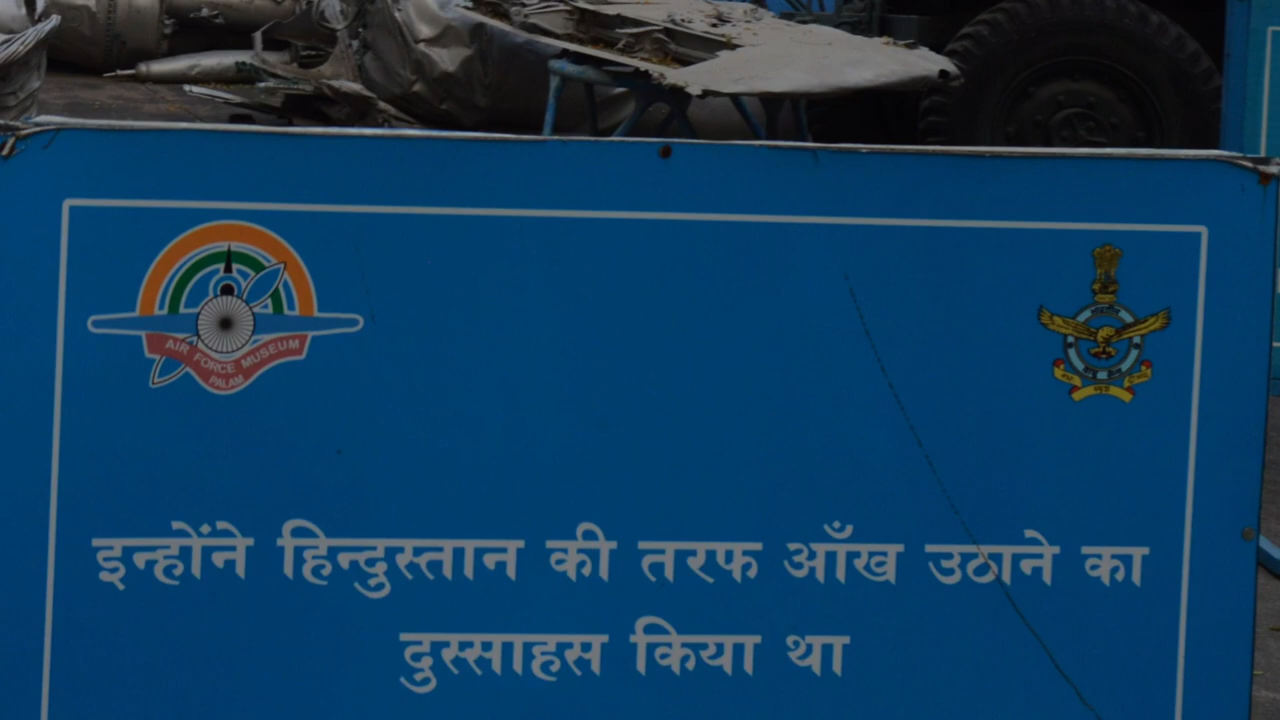 AIR FORCE MUSEUM
PALAM
इन्होंने हिन्दुस्तान की तरफ आँख उठाने का
दुस्साहस किया था